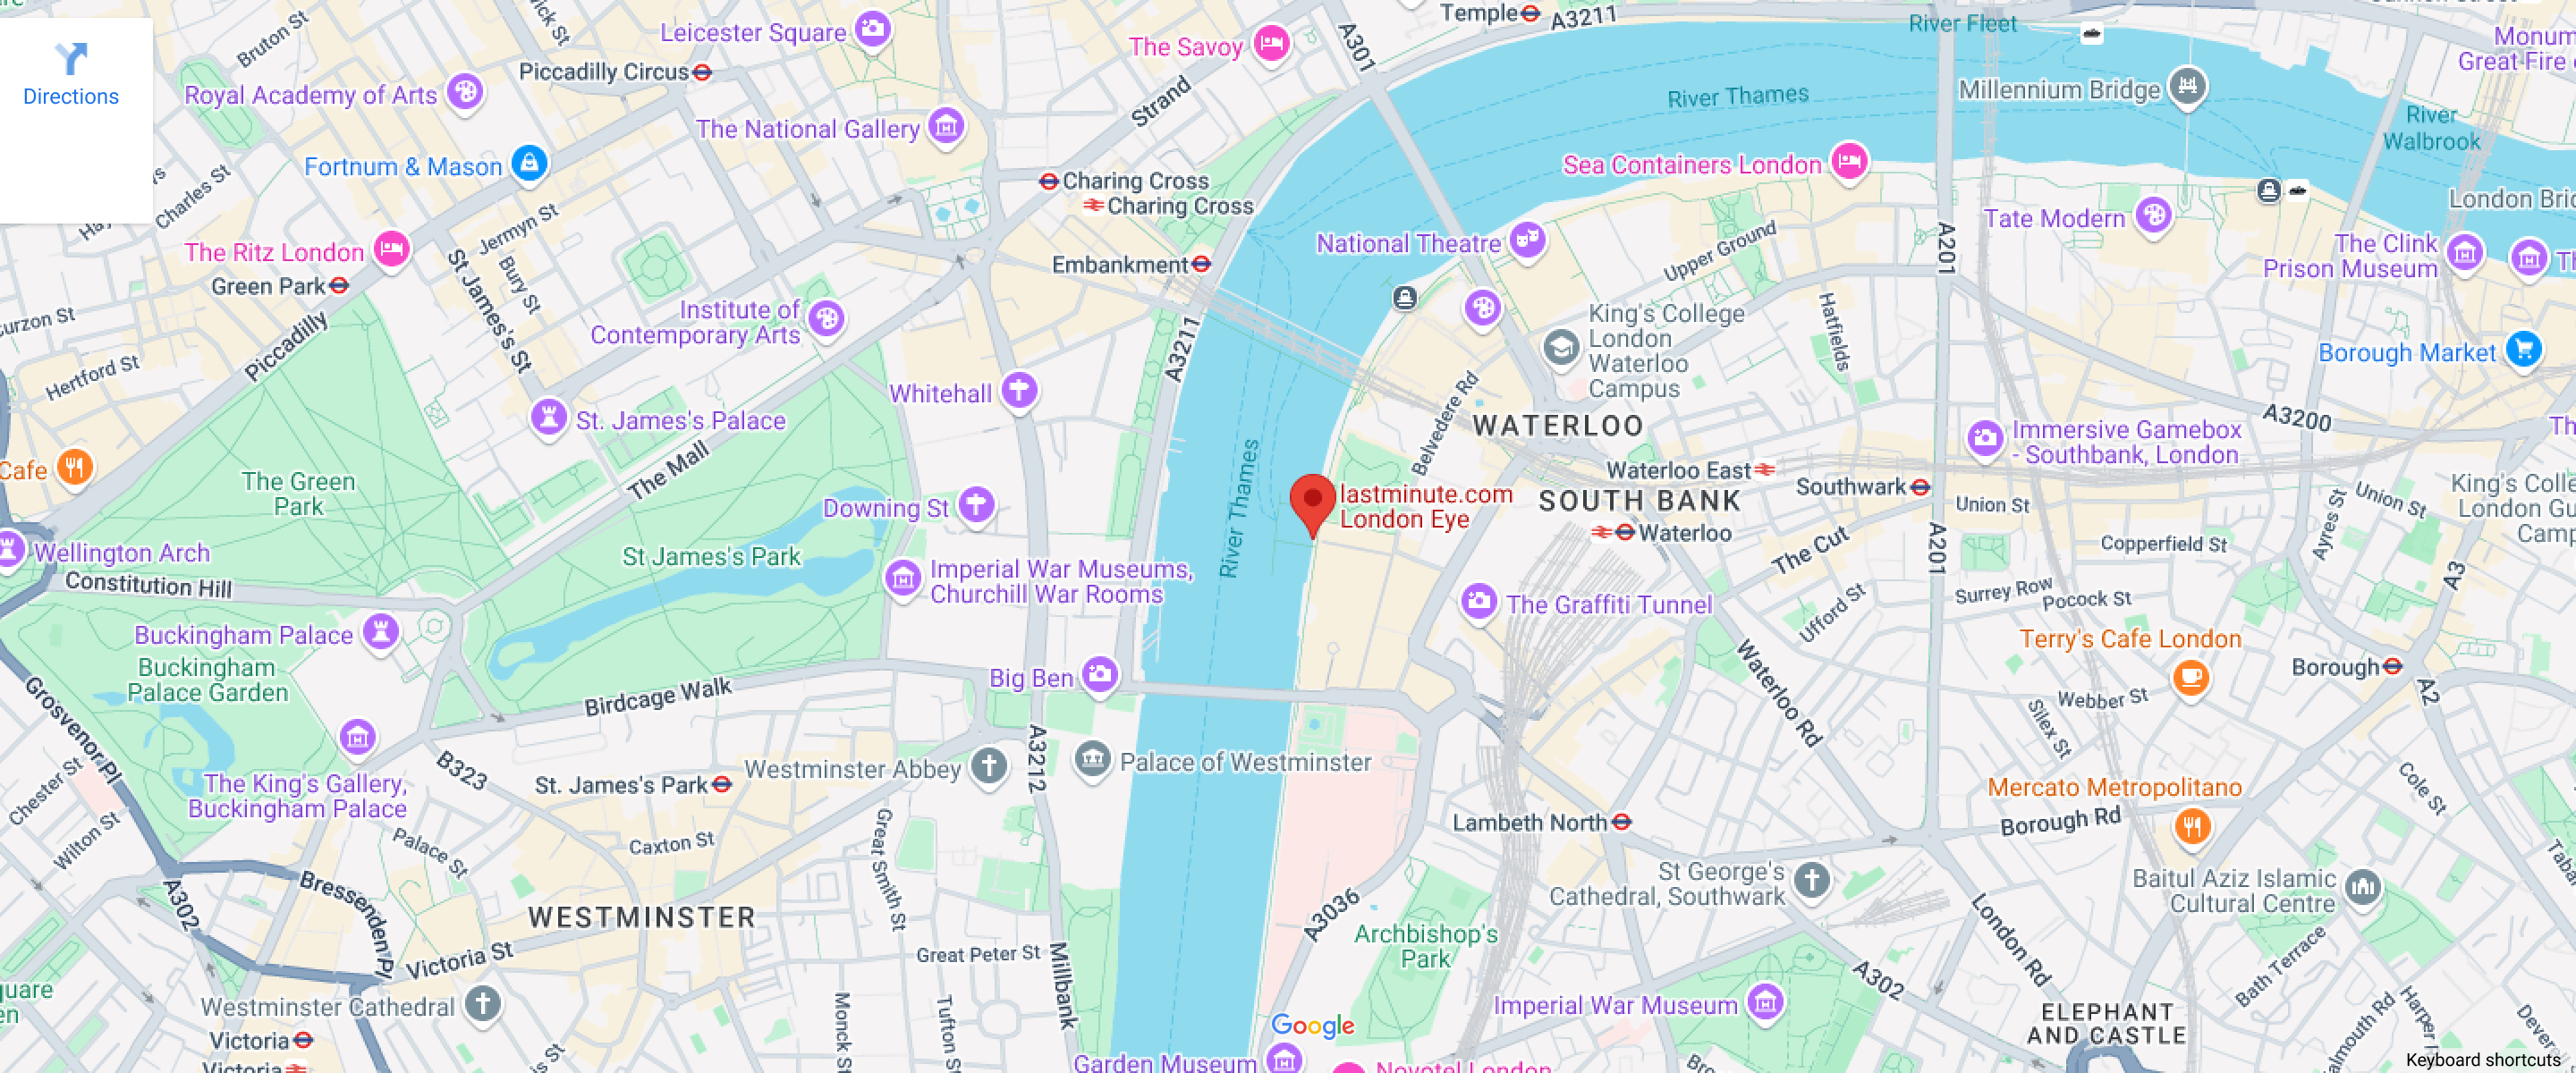 Directions
Bruton St
Leicester Square
Piccadilly Circus
Royal Academy of Arts
The National Gallery
Fortnum & Mason
Charles St
Jermyn St
Bury St
St James's St
The Ritz London
Green Park
Piccadilly
Hertford St
Institute of
Contemporary Arts
St. James's Palace
The Mall
The Green
Park
Cafe
Wellington Arch
Constitution Hill
St James's Park
Buckingham Palace
Buckingham
Palace Garden
Grosvenor Pl
Chester St
Wilton St
The King's Gallery,
Buckingham Palace
Birdcage Walk
B323
St. James's Park
Palace St
Caxton St
A302
Bressenden Pl
WESTMINSTER
Victoria St
Westminster Cathedral
Victoria
Victoria
Temple
A3211
The Savoy
A301
Strand
Charing Cross
Charing Cross
Embankment
A3211
Whitehall
Downing St
Imperial War Museums,
Churchill War Rooms
Big Ben
A3212
Westminster Abbey
Palace of Westminster
Great Smith St
Great Peter St
Monck St
Tufton St
Millbank
River Thames
River Thames
River Fleet
Millennium Bridge
River
Walbrook
Sea Containers London
National Theatre
Upper Ground
A201
Tate Modern
The Clink
Prison Museum
King's College
London
Waterloo
Campus
Hatfields
Borough Market
Belvedere Rd
WATERLOO
A3200
Immersive Gamebox
- Southbank, London
Waterloo East
Southwark
lastminute.com
London Eye
SOUTH BANK
Waterloo
Union St
Union St
Ayres St
The Cut
A201
Copperfield St
A3
The Graffiti Tunnel
Ufford St
Surrey Row
Pocock St
Terry's Cafe London
Waterloo Rd
Webber St
Silex St
Borough
A2
Mercato Metropolitano
Borough Rd
Cole St
Lambeth North
St George's
Cathedral, Southwark
Baitul Aziz Islamic
Cultural Centre
A3036
Archbishop's
Park
London Rd
A302
Bath Terrace
Imperial War Museum
ELEPHANT
AND CASTLE
Google
Garden Museum
Novotel London
Keyboard shortcuts